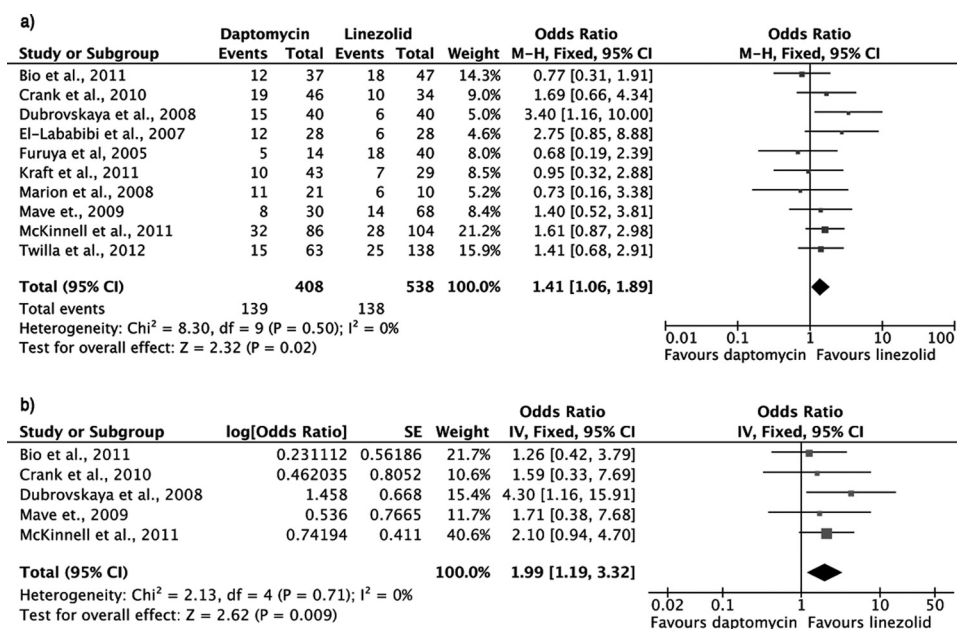 a)
Daptomycin Linezolid Odds Ratio Odds Ratio
Study or Subgroup Events Total Events Total Weight M-H, Fixed, 95% CI M-H, Fixed, 95% CI
Bio et al., 2011 12 37 18 47 14.3% 0.77 [0.31, 1.91]
Crank et al., 2010 19 46 10 34 9.0% 1.69 [0.66, 4.34]
Dubrovskaya et al., 2008 15 40 6 40 5.0% 3.40 [1.16, 10.00]
El-Lababibi et al., 2007 12 28 6 28 4.6% 2.75 [0.85, 8.88]
Furuya et al, 2005 5 14 18 40 8.0% 0.68 [0.19, 2.39]
Kraft et al., 2011 10 43 7 29 8.5% 0.95 [0.32, 2.88]
Marion et al., 2008 11 21 6 10 5.2% 0.73 [0.16, 3.38]
Mave et., 2009 8 30 14 68 8.4% 1.40 [0.52, 3.81]
McKinnell et al., 2011 32 86 28 104 21.2% 1.61 [0.87, 2.98]
Twilla et al., 2012 15 63 25 138 15.9% 1.41 [0.68, 2.91]
Total (95% CI) 408 538 100.0% 1.41 [1.06, 1.89]
Total events 139 138
Heterogeneity: Chi² = 8.30, df = 9 (P = 0.50); I² = 0%
Test for overall effect: Z = 2.32 (P = 0.02)
0.01 0.1 1 10 100
Favours daptomycin Favours linezolid
b)
Odds Ratio Odds Ratio
Study or Subgroup log[Odds Ratio] SE Weight IV, Fixed, 95% CI IV, Fixed, 95% CI
Bio et al., 2011 0.231112 0.56186 21.7% 1.26 [0.42, 3.79]
Crank et al., 2010 0.462035 0.8052 10.6% 1.59 [0.33, 7.69]
Dubrovskaya et al., 2008 1.458 0.668 15.4% 4.30 [1.16, 15.91]
Mave et., 2009 0.536 0.7665 11.7% 1.71 [0.38, 7.68]
McKinnell et al., 2011 0.74194 0.411 40.6% 2.10 [0.94, 4.70]
Total (95% CI) 100.0% 1.99 [1.19, 3.32]
Heterogeneity: Chi² = 2.13, df = 4 (P = 0.71); I² = 0%
Test for overall effect: Z = 2.62 (P = 0.009)
0.02 0.1 1 10 50
Favours daptomycin Favours linezolid